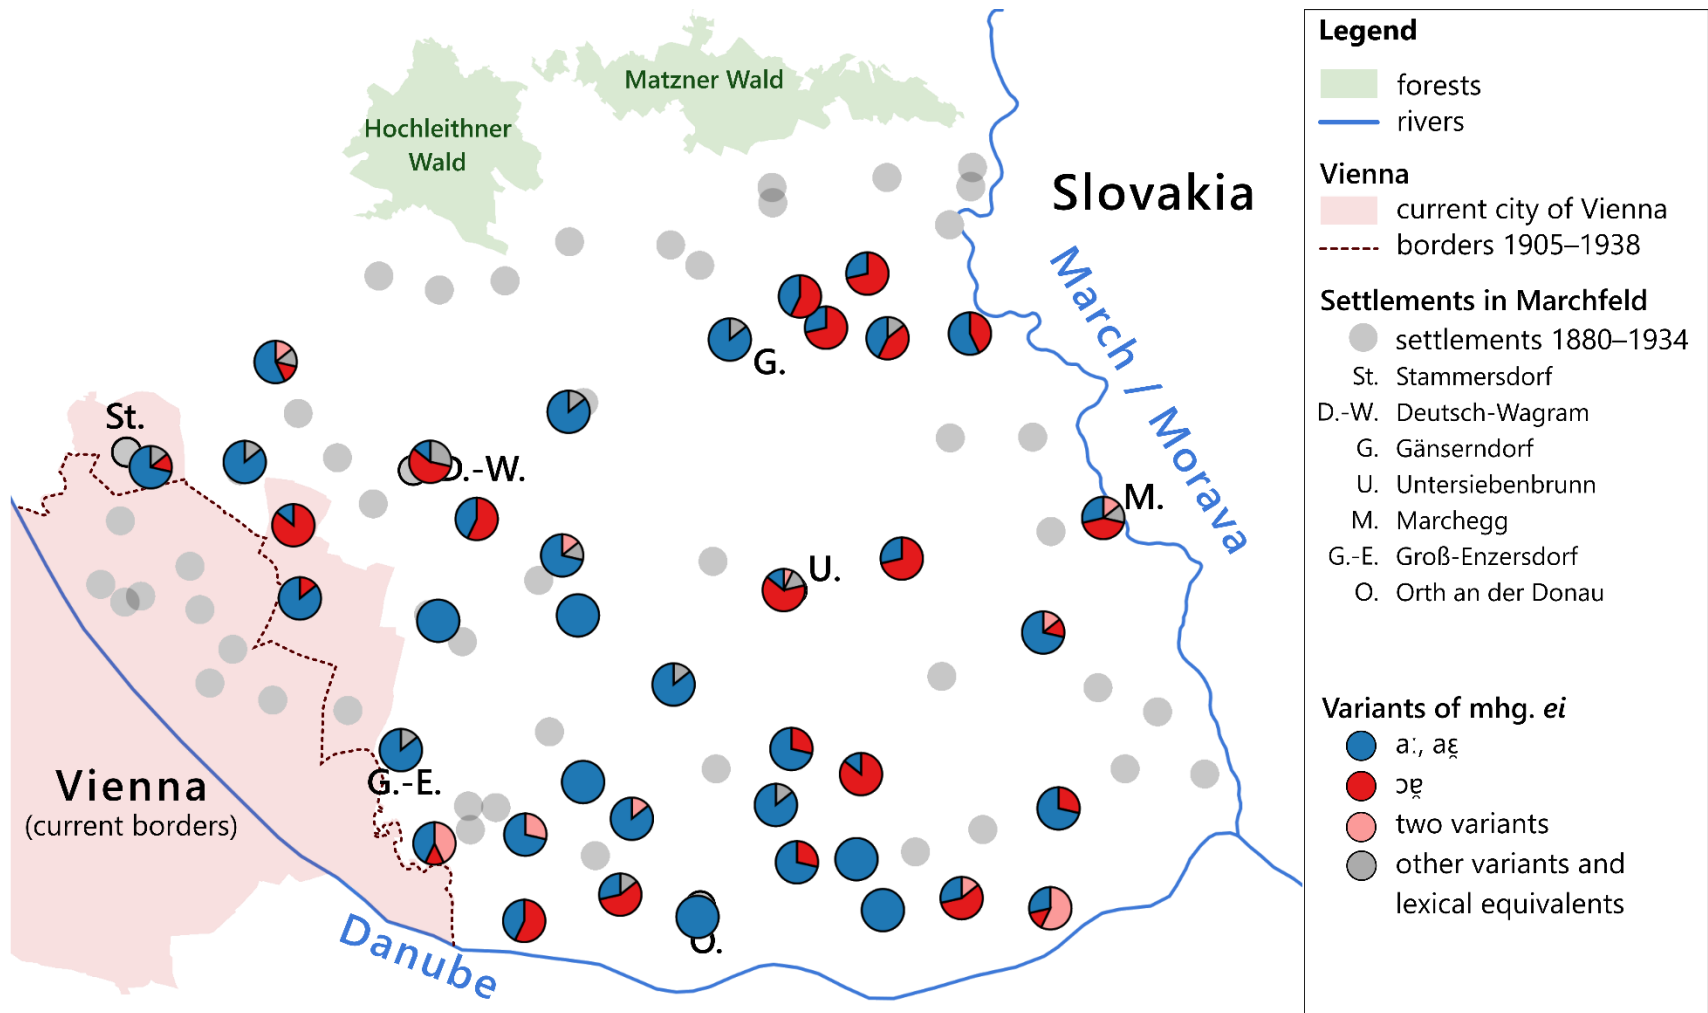 Hochleithner
Wald
Matzner Wald
Slovakia
March / Morava
St.
D.-W.
G.
M.
U.
G.-E.
O.
Vienna
(current borders)
Danube
Legend
forests
rivers
Vienna
current city of Vienna
borders 1905–1938
Settlements in Marchfeld
settlements 1880–1934
St. Stammersdorf
D.-W. Deutsch-Wagram
G. Gänserndorf
U. Untersiebenbrunn
M. Marchegg
G.-E. Groß-Enzersdorf
O. Orth an der Donau
Variants of mhg. ei
aː, aɛ̯
ɔɐ̯
two variants
other variants and
lexical equivalents